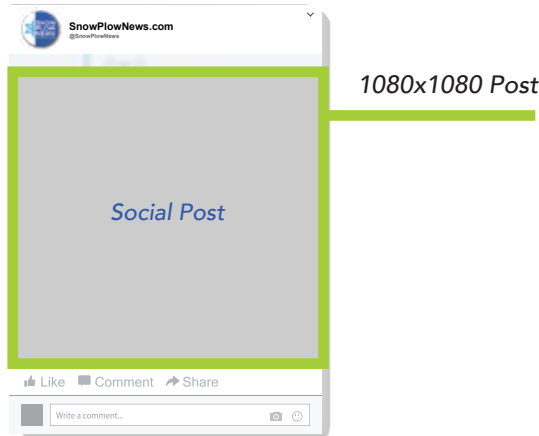 SnowPlowNews.com
@SnowPlowNews
1080x1080 Post
Social Post
Like Comment Share
Write a comment...